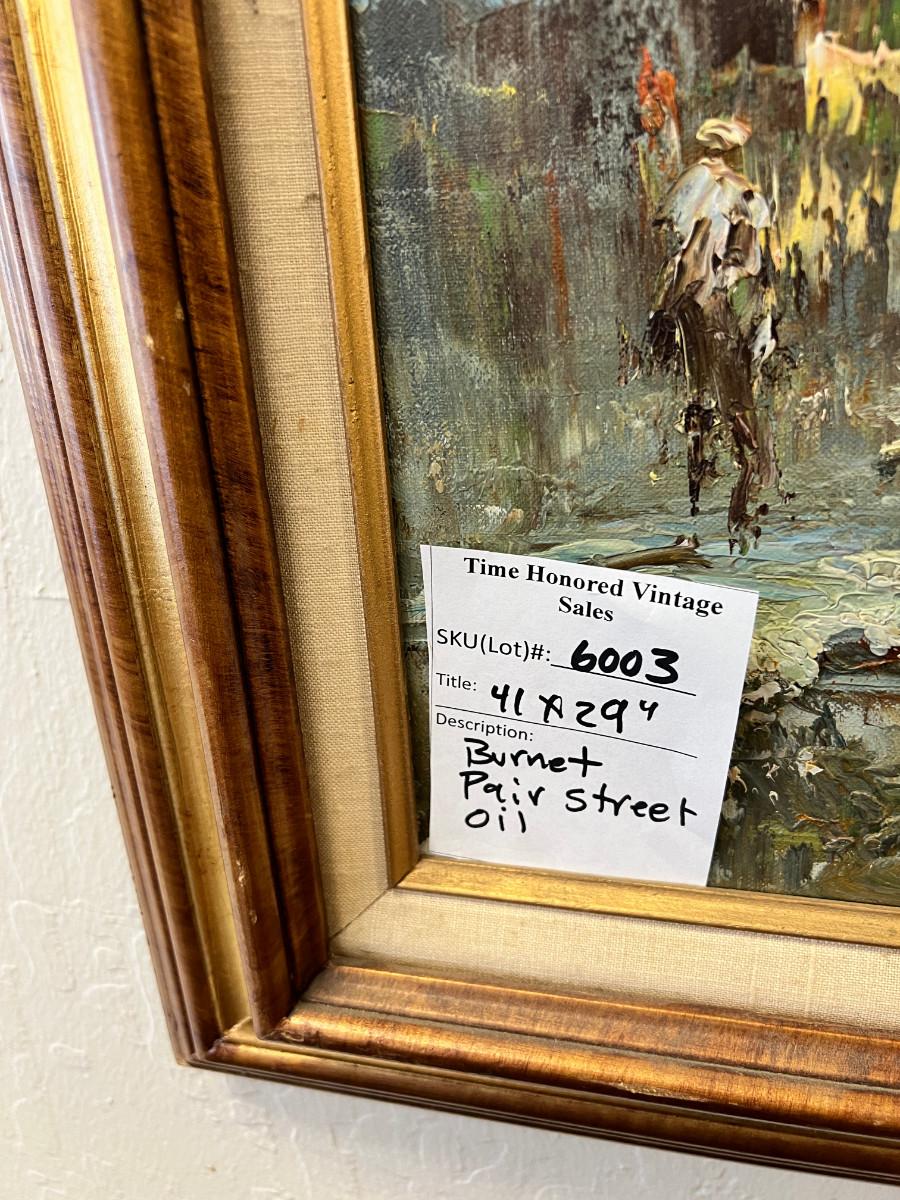 Time Honored Vintage
Sales
SKU(Lot)#: 6003
Title: 41 x 29"
Description:
Burnet
Pair Street
Oil